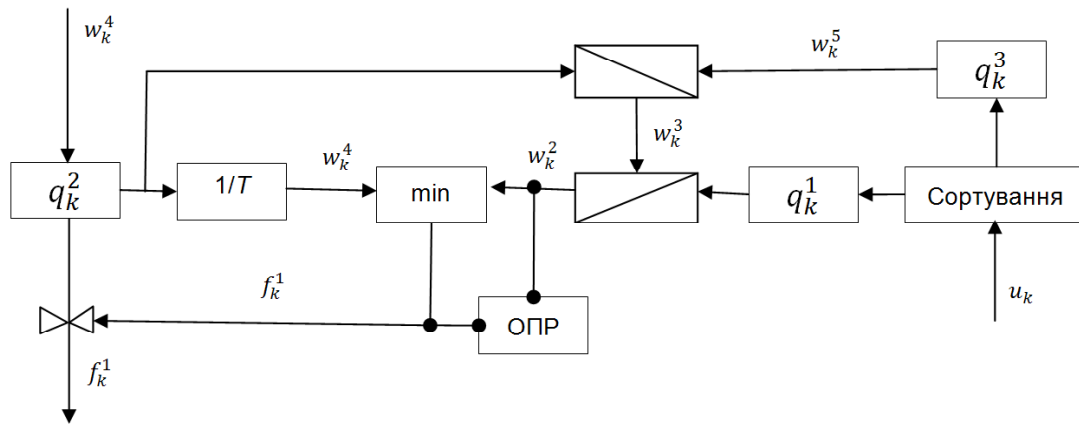 w_k^4
w_k^5
q_k^3
w_k^3
w_k^4
w_k^2
q_k^2
1/T
min
q_k^1
Сортування
f_k^1
ОПР
u_k
f_k^1